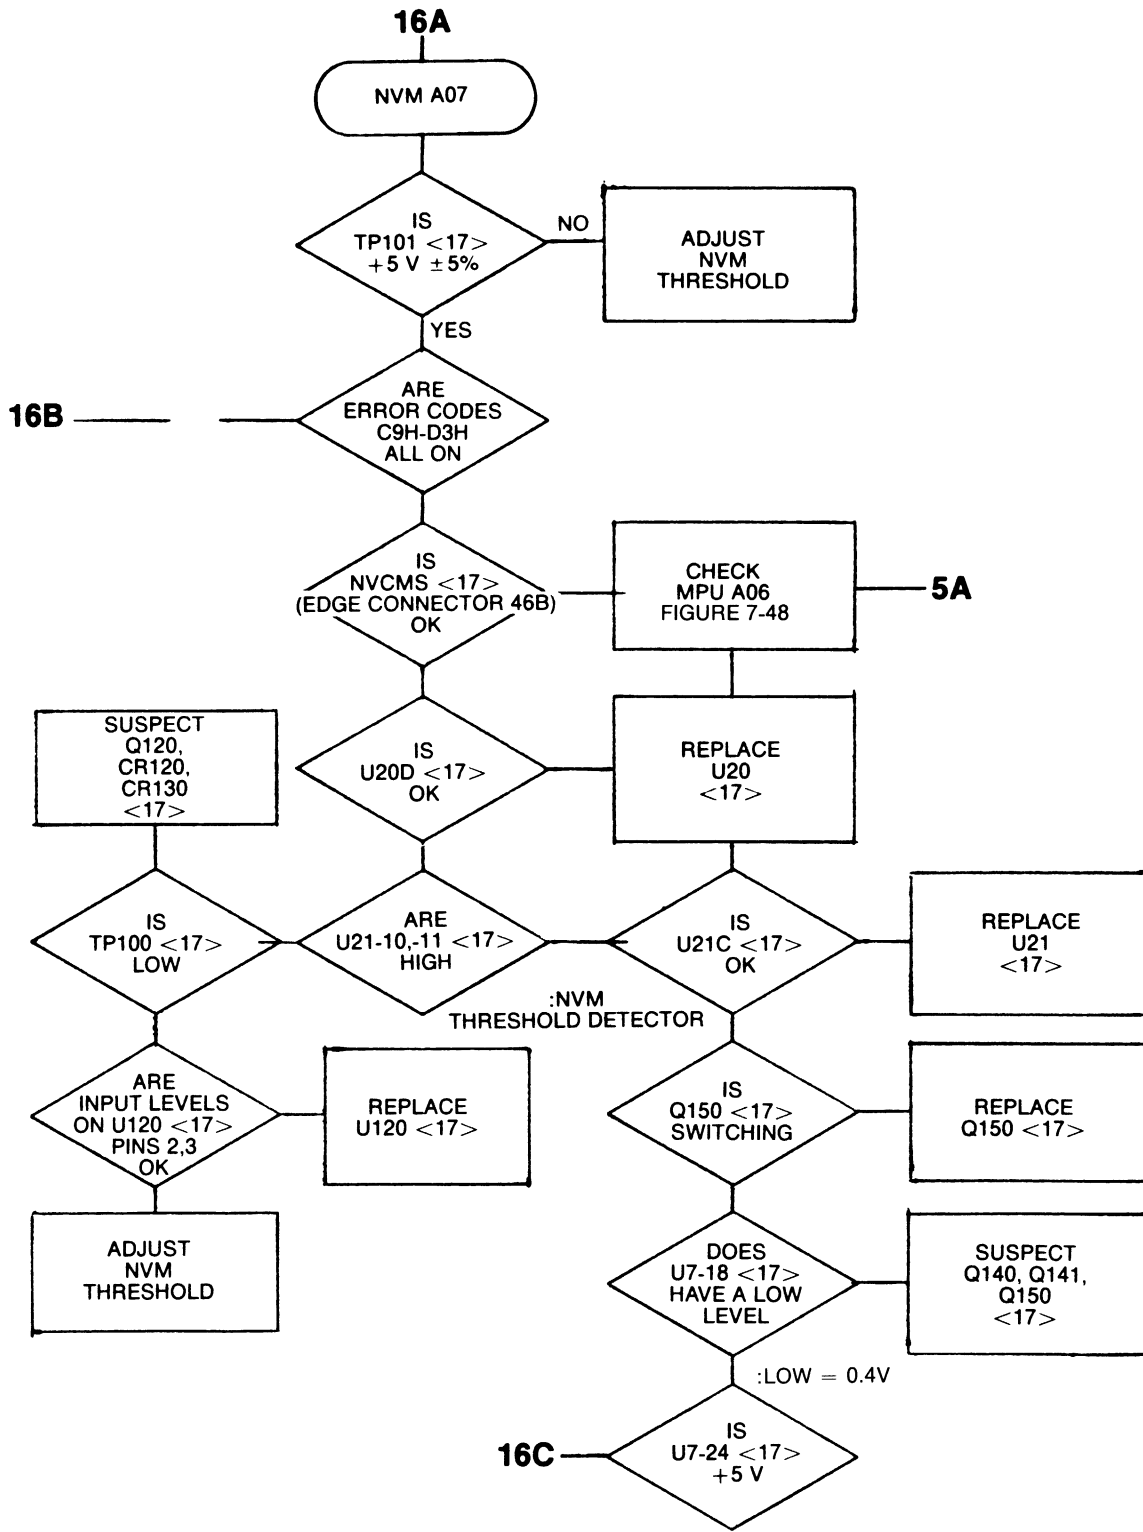 16A
NVM A07
IS
TP101 <17>
+5 V ±5%
NO
ADJUST
NVM
THRESHOLD
YES
16B
ARE
ERROR CODES
C9H-D3H
ALL ON
IS
NVCMS <17>
(EDGE CONNECTOR 46B)
OK
CHECK
MPU A06
FIGURE 7-48
5A
SUSPECT
Q120,
CR120,
CR130
<17>
IS
U20D <17>
OK
REPLACE
U20
<17>
IS
TP100 <17>
LOW
ARE
U21-10,-11 <17>
HIGH
IS
U21C <17>
OK
REPLACE
U21
<17>
:NVM
THRESHOLD DETECTOR
ARE
INPUT LEVELS
ON U120 <17>
PINS 2,3
OK
REPLACE
U120 <17>
IS
Q150 <17>
SWITCHING
REPLACE
Q150 <17>
ADJUST
NVM
THRESHOLD
DOES
U7-18 <17>
HAVE A LOW
LEVEL
SUSPECT
Q140, Q141,
Q150
<17>
:LOW = 0.4V
16C
IS
U7-24 <17>
+5 V